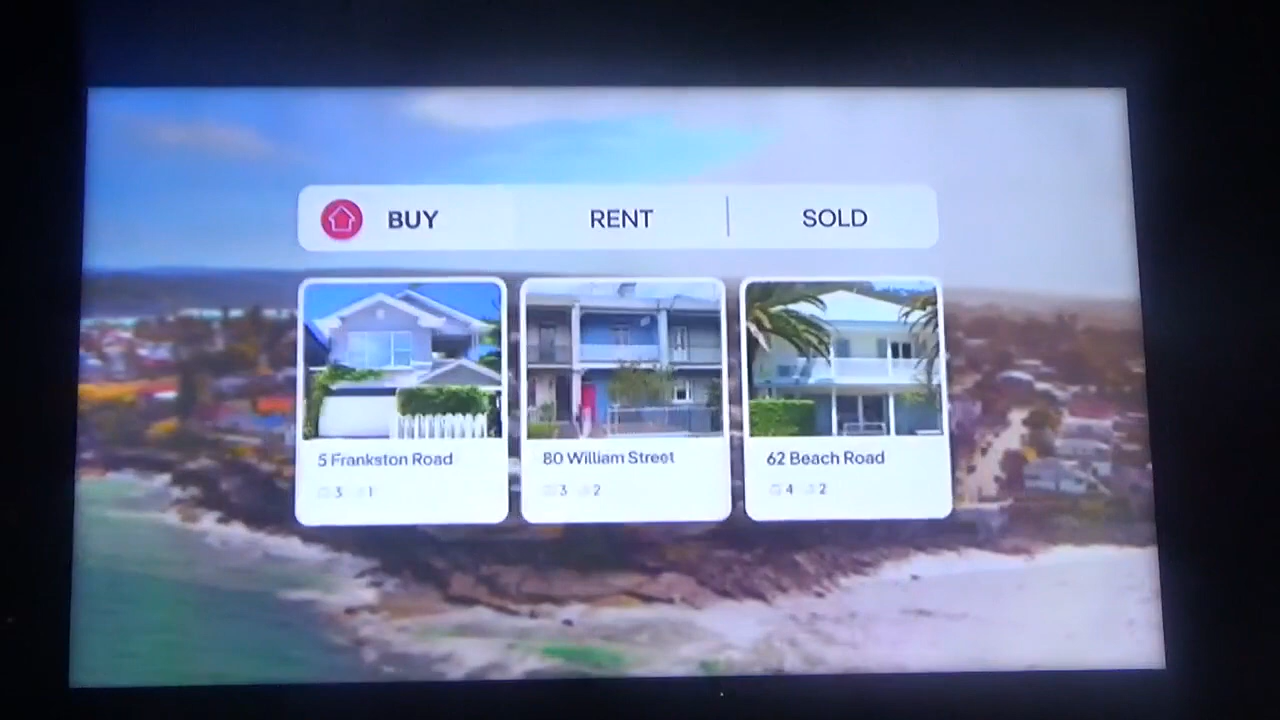 BUY RENT SOLD
5 Frankston Road
3 1
80 William Street
3 2
62 Beach Road
4 2